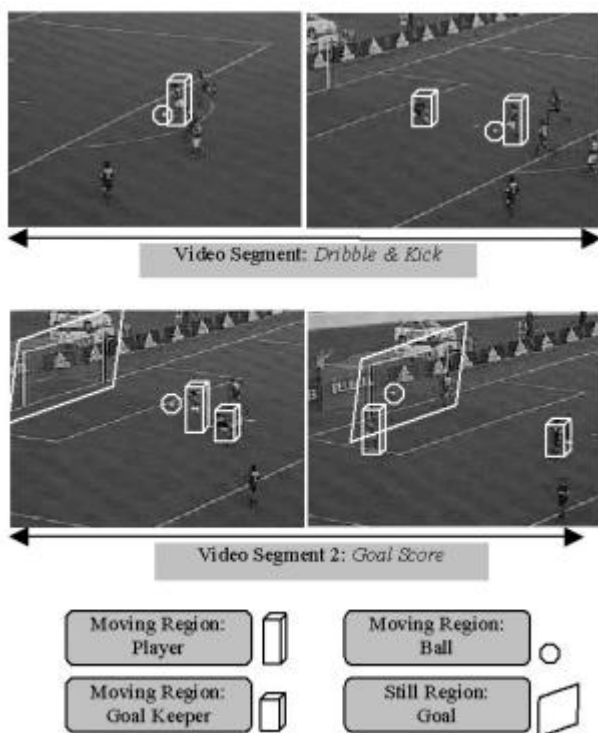 Video Segment: Dribble & Kick
Video Segment 2: Goal Score
Moving Region:
Player
Moving Region:
Ball
Moving Region:
Goal Keeper
Still Region:
Goal